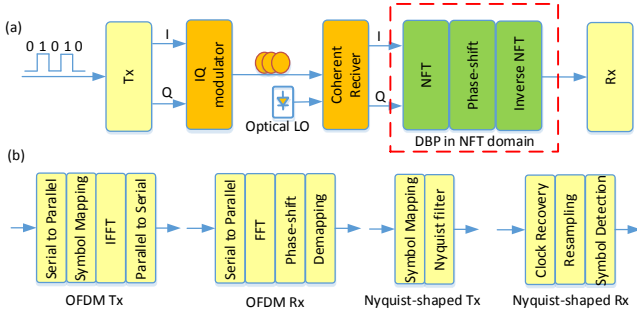 (a)
0 1 0 1 0
Tx
I
Q
IQ modulator
Optical LO
Coherent Reciver
I
Q
NFT
Phase-shift
Inverse NFT
DBP in NFT domain
Rx
(b)
Serial to Parallel
Symbol Mapping
IFFT
Parallel to Serial
OFDM Tx
Serial to Parallel
FFT
Phase-shift
Demapping
OFDM Rx
Symbol Mapping
Nyquist filter
Nyquist-shaped Tx
Clock Recovery
Resampling
Symbol Detection
Nyquist-shaped Rx